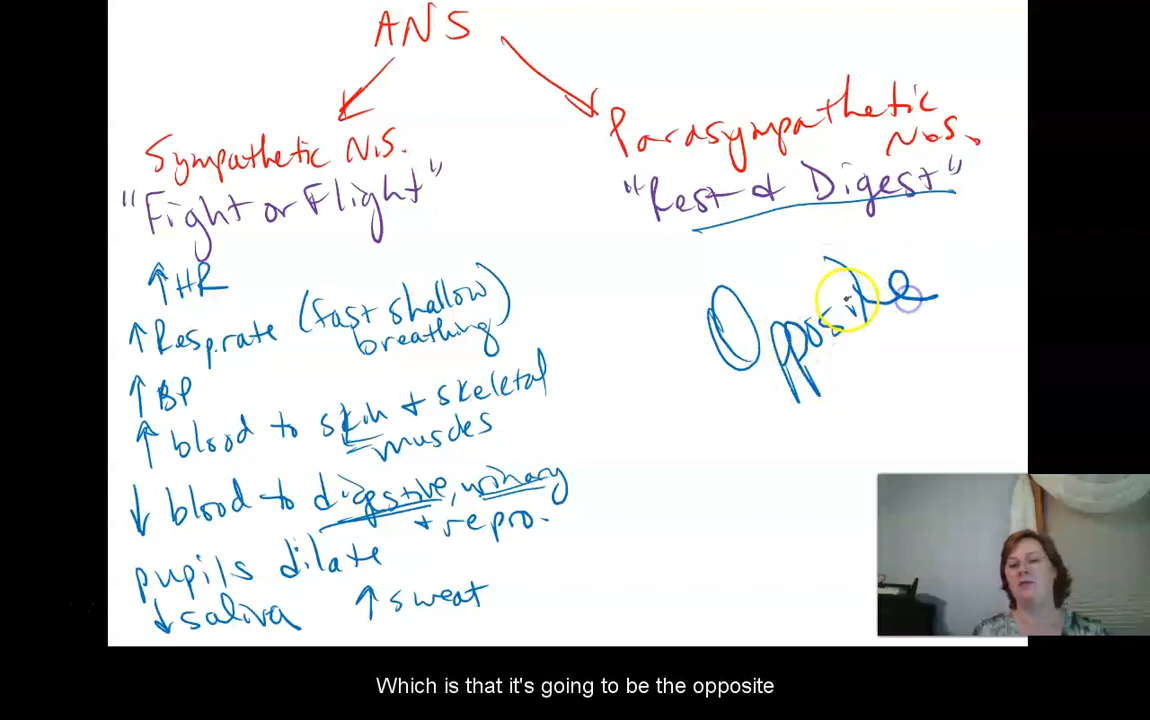 ANS
Sympathetic N.S.
"Fight or Flight"
↑ HR
↑ Resp. rate (fast shallow
breathing)
↑ BP
↑ blood to skin + skeletal
muscles
↓ blood to digestive, urinary
+ repro.
pupils dilate
↓ saliva ↑ sweat
Parasympathetic
N.S.
"Rest & Digest"
Opposite
Which is that it's going to be the opposite